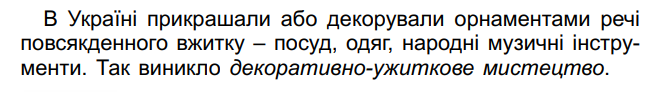 В Україні прикрашали або декорували орнаментами речі
повсякденного вжитку – посуд, одяг, народні музичні інстру-
менти. Так виникло декоративно-ужиткове мистецтво.